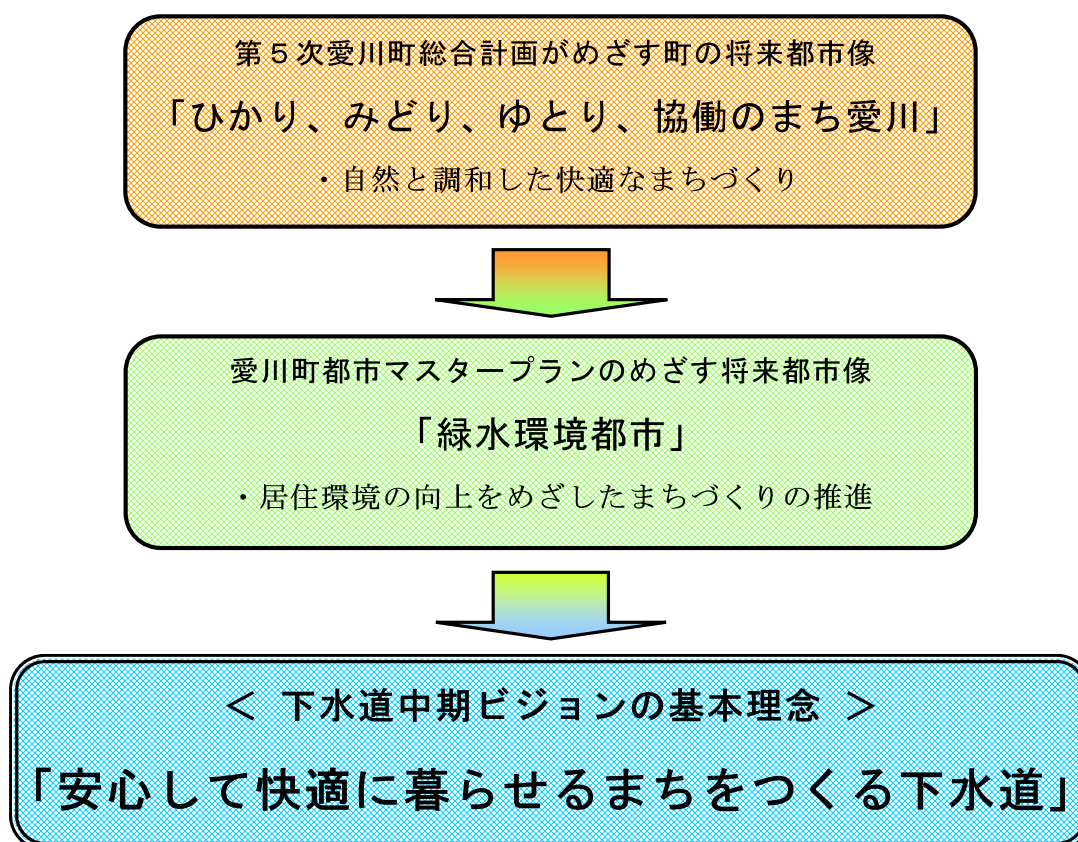 第５次愛川町総合計画がめざす町の将来都市像
「ひかり、みどり、ゆとり、協働のまち愛川」
・自然と調和した快適なまちづくり
愛川町都市マスタープランのめざす将来都市像
「緑水環境都市」
・居住環境の向上をめざしたまちづくりの推進
＜ 下水道中期ビジョンの基本理念 ＞
「安心して快適に暮らせるまちをつくる下水道」